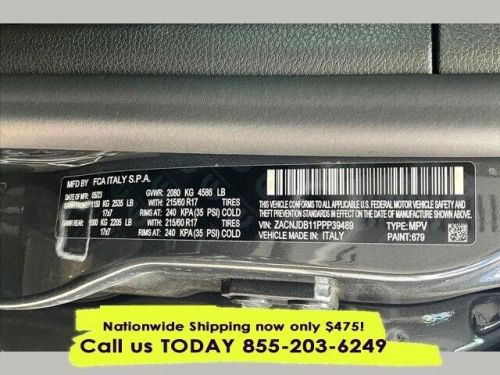 MFD BY FCA ITALY S.P.A.
DATE OF MFR: 05/23 GVWR: 2080 KG 4586 LB
1150 KG 2535 LB WITH 215/60 R17 TIRES
17x7 RIMS AT: 240 KPA (35 PSI) COLD
GAWR REAR: 1000 KG 2205 LB WITH 215/60 R17 TIRES
17x7 RIMS AT: 240 KPA (35 PSI) COLD
THIS VEHICLE CONFORMS TO ALL APPLICABLE U.S. FEDERAL MOTOR VEHICLE SAFETY, BUMPER, AND THEFT PREVENTION STANDARDS IN EFFECT ON THE DATE OF MANUFACTURE SHOWN ABOVE.
VIN: ZACNJDB11PPP39489 TYPE: MPV
VEHICLE MADE IN: ITALY PAINT: 679
Nationwide Shipping now only $475!
Call us TODAY 855-203-6249